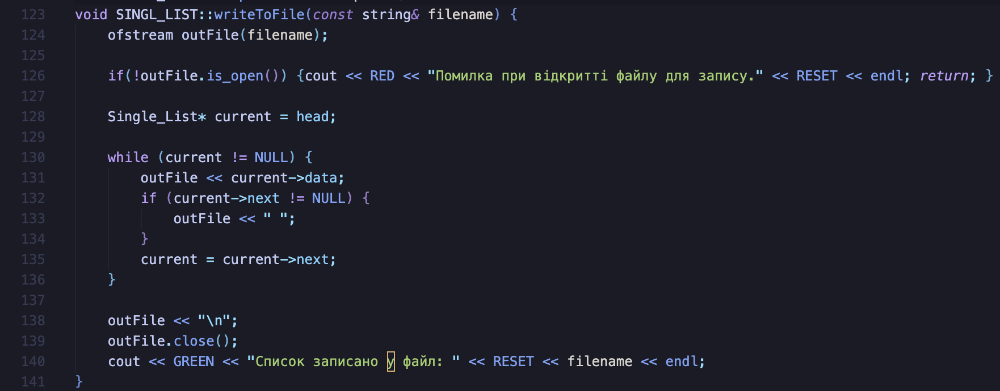 123 void SINGL_LIST::writeToFile(const string& filename) {
124     ofstream outFile(filename);
125
126     if(!outFile.is_open()) {cout << RED << "Помилка при відкритті файлу для запису." << RESET << endl; return; }
127
128     Single_List* current = head;
129
130     while (current != NULL) {
131         outFile << current->data;
132         if (current->next != NULL) {
133             outFile << " ";
134         }
135         current = current->next;
136     }
137
138     outFile << "\n";
139     outFile.close();
140     cout << GREEN << "Список записано у файл: " << RESET << filename << endl;
141 }